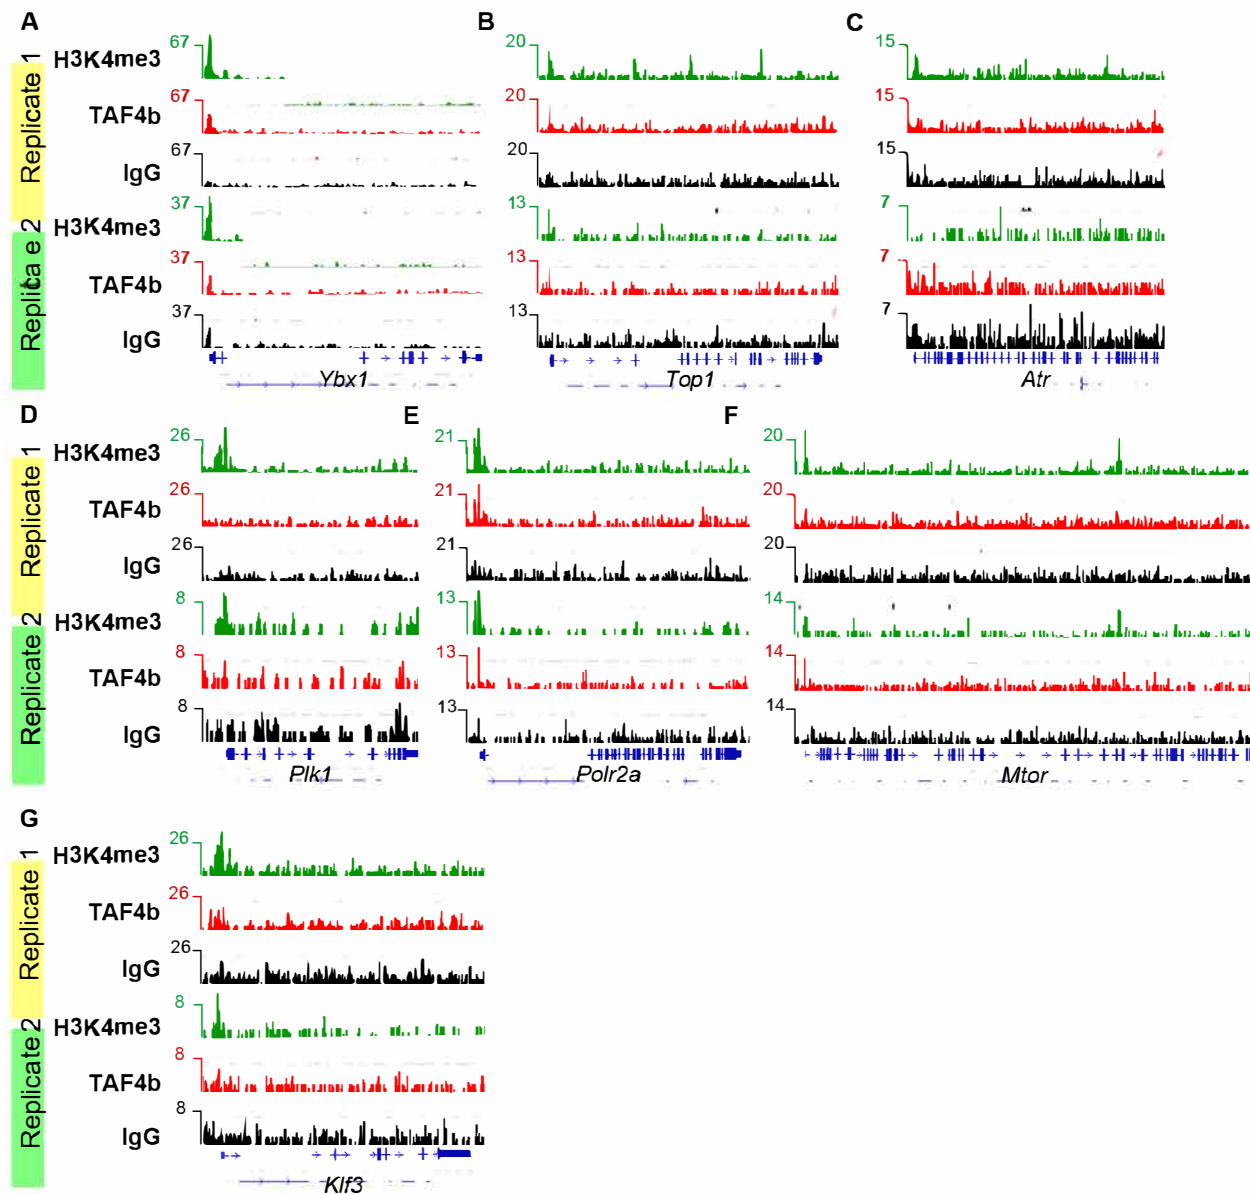 A
B
C
Replicate 1
Replica e 2
H3K4me3 67 20 15
TAF4b 67 20 15
IgG 67 20 15
H3K4me3 37 13 7
TAF4b 37 13 7
IgG 37 13 7
Ybx1 Top1 Atr
D
E
F
Replicate 1
Replicate 2
H3K4me3 26 21 20
TAF4b 26 21 20
IgG 26 21 20
H3K4me3 8 13 14
TAF4b 8 13 14
IgG 8 13 14
Plk1 Polr2a Mtor
G
Replicate 1
Replicate 2
H3K4me3 26
TAF4b 26
IgG 26
H3K4me3 8
TAF4b 8
IgG 8
Klf3